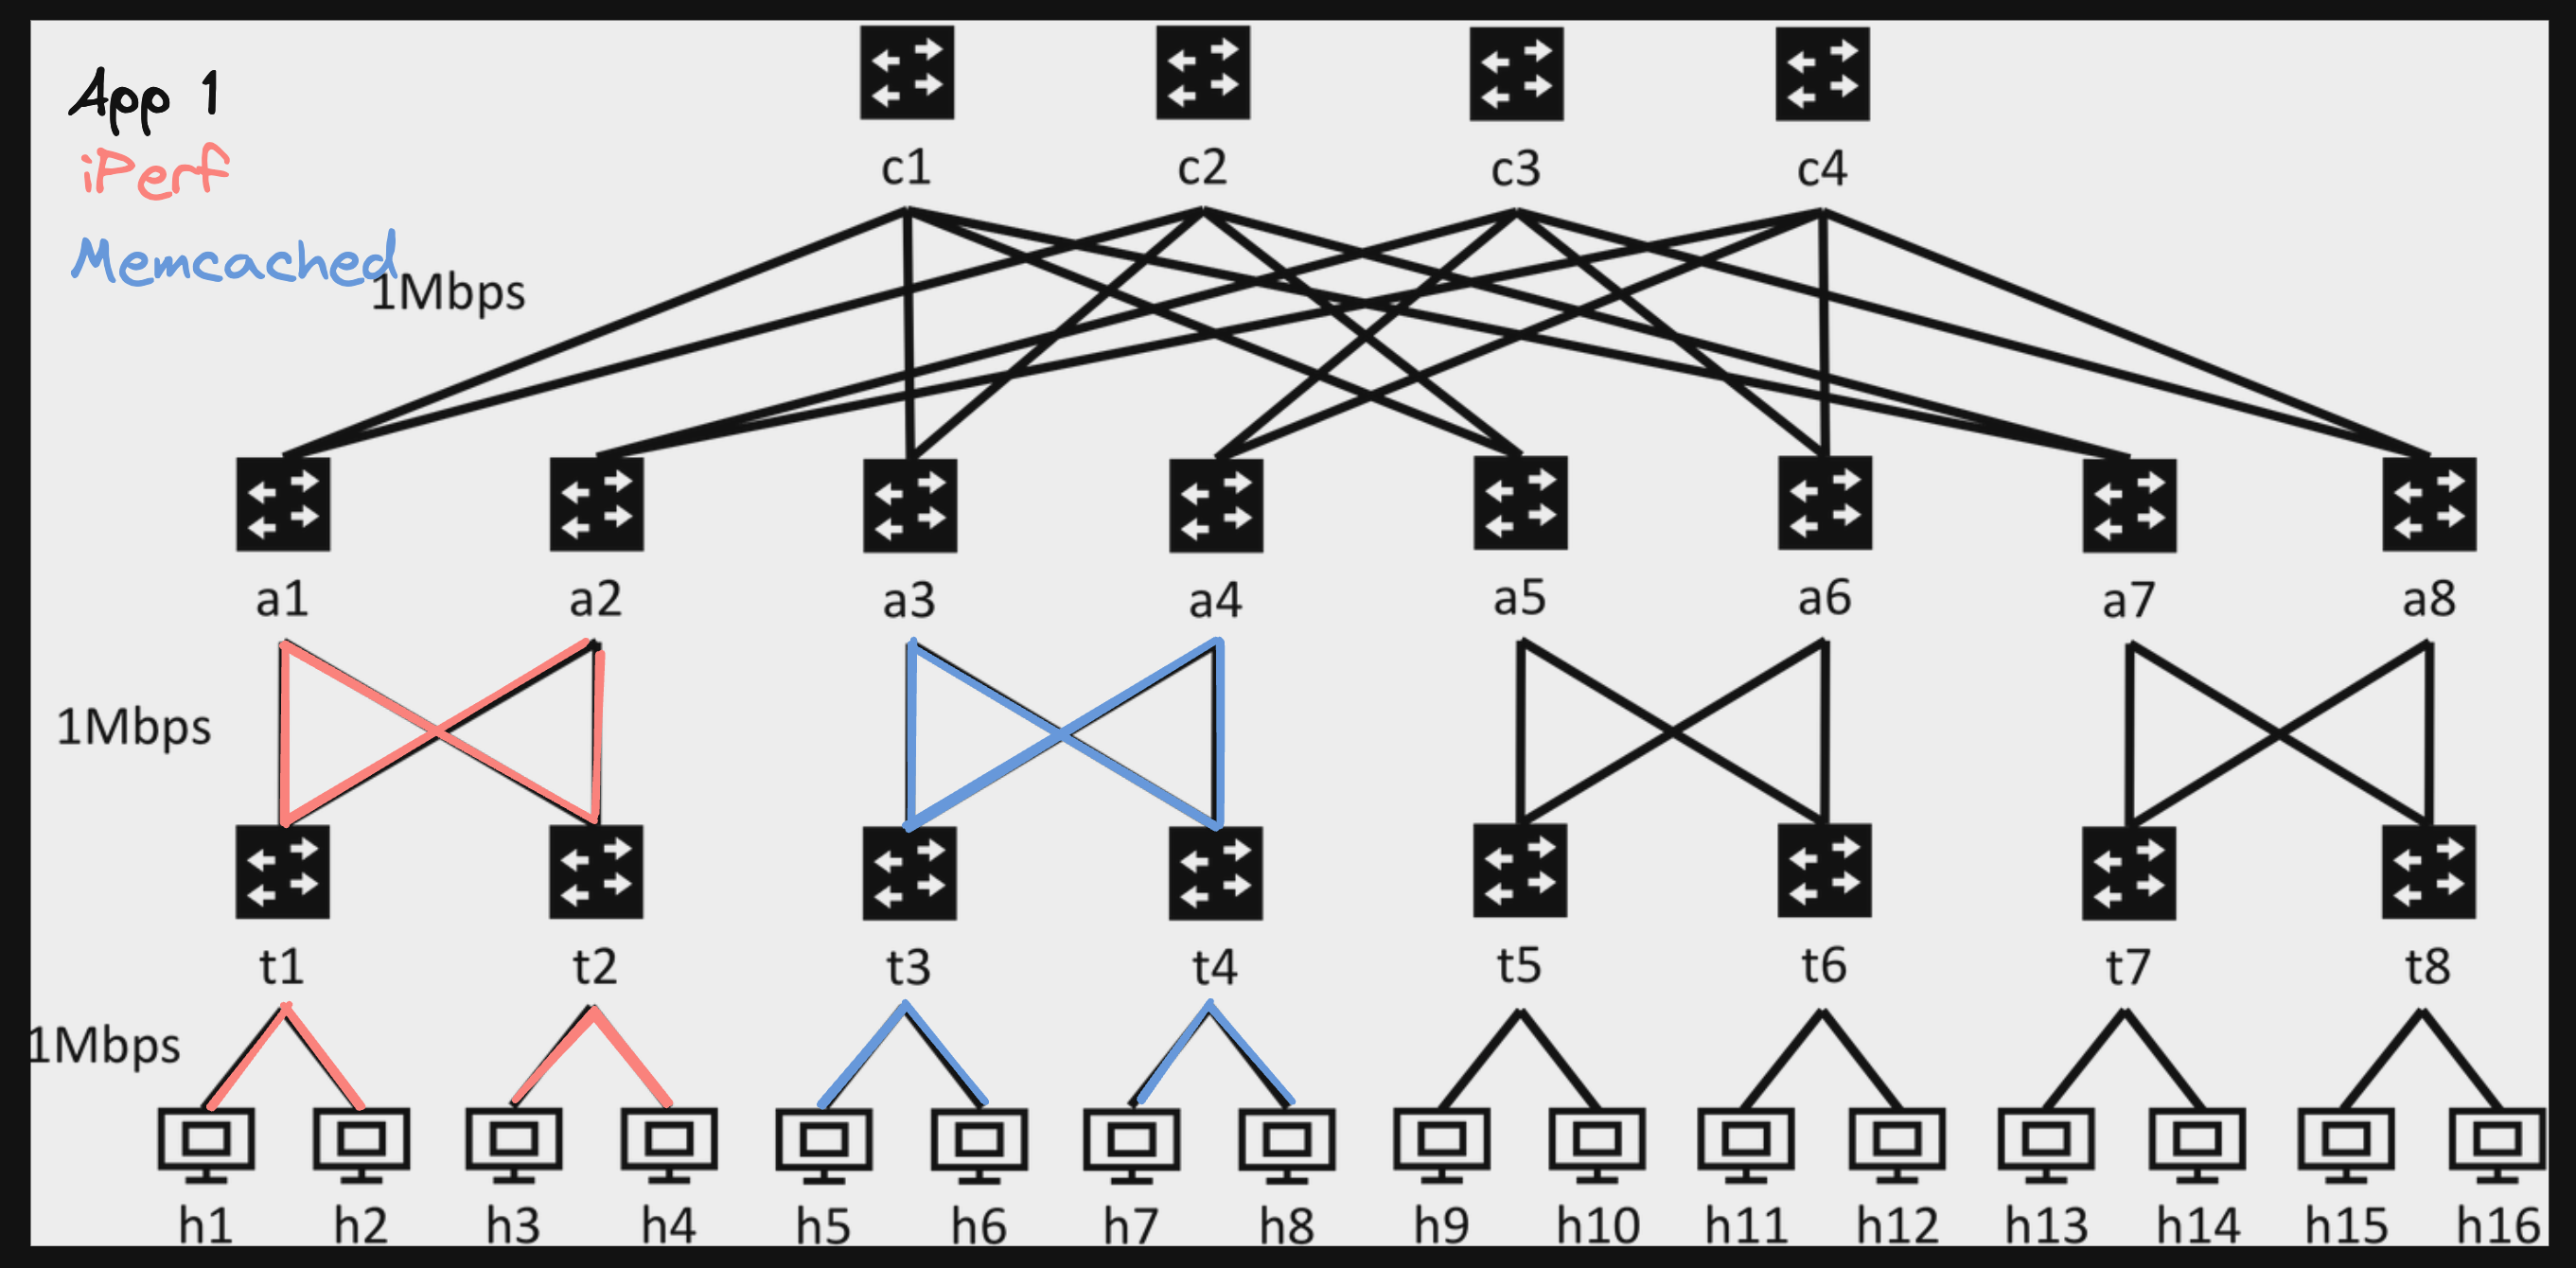 App 1
iPerf
Memcached
c1 c2 c3 c4
1Mbps
a1 a2 a3 a4 a5 a6 a7 a8
1Mbps
t1 t2 t3 t4 t5 t6 t7 t8
1Mbps
h1 h2 h3 h4 h5 h6 h7 h8 h9 h10 h11 h12 h13 h14 h15 h16